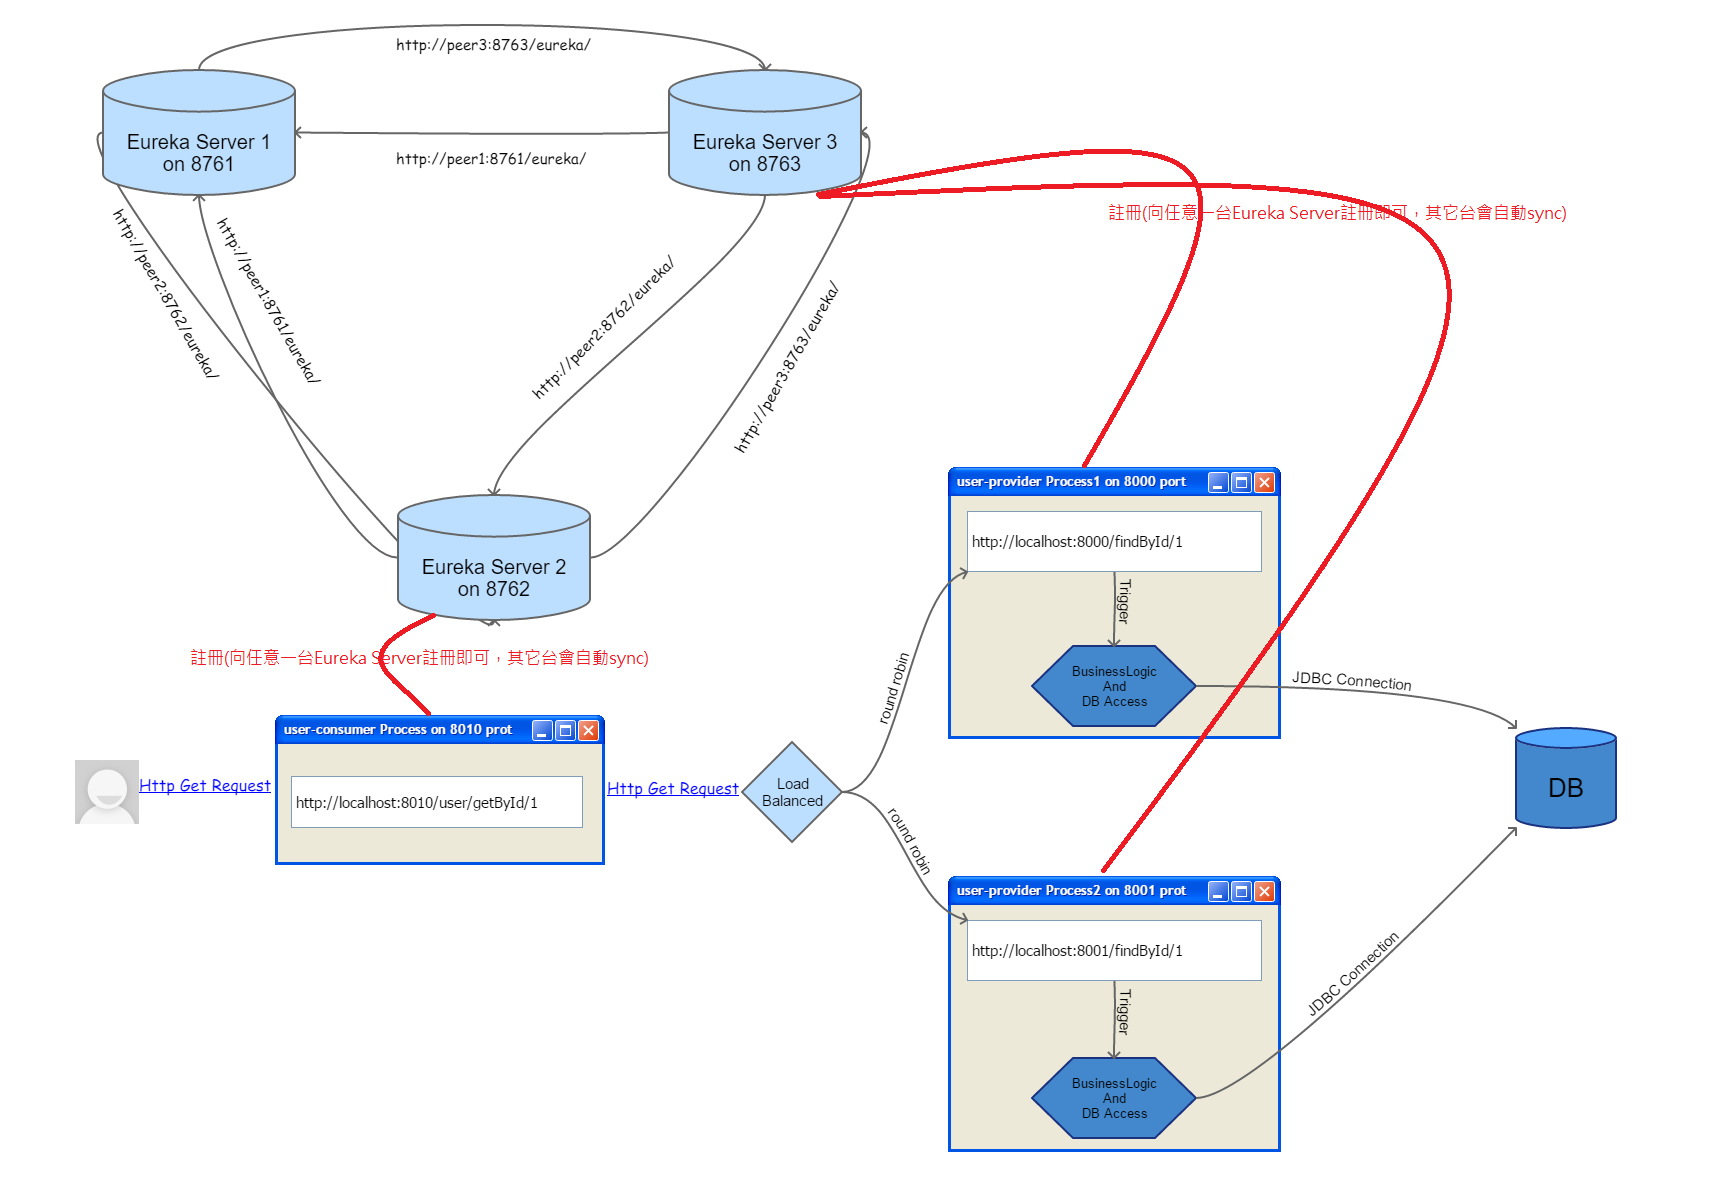 http://peer3:8763/eureka/
Eureka Server 1
on 8761
Eureka Server 3
on 8763
http://peer1:8761/eureka/
http://peer2:8762/eureka/
http://peer1:8761/eureka/
http://peer2:8762/eureka/
http://peer3:8763/eureka/
註冊(向任意一台Eureka Server註冊即可，其它台會自動sync)
Eureka Server 2
on 8762
註冊(向任意一台Eureka Server註冊即可，其它台會自動sync)
user-provider Process1 on 8000 port
http://localhost:8000/findById/1
Trigger
BusinessLogic
And
DB Access
JDBC Connection
user-consumer Process on 8010 prot
Http Get Request
http://localhost:8010/user/getById/1
Http Get Request
Load
Balanced
round robin
round robin
DB
user-provider Process2 on 8001 prot
http://localhost:8001/findById/1
Trigger
BusinessLogic
And
DB Access
JDBC Connection